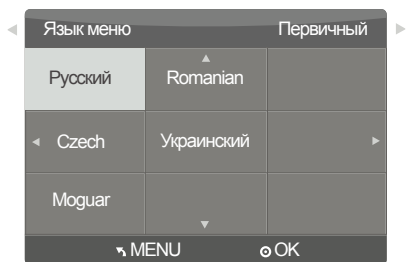 Язык меню Первичный
Русский Romanian
Czech Украинский
Moguar
MENU OK